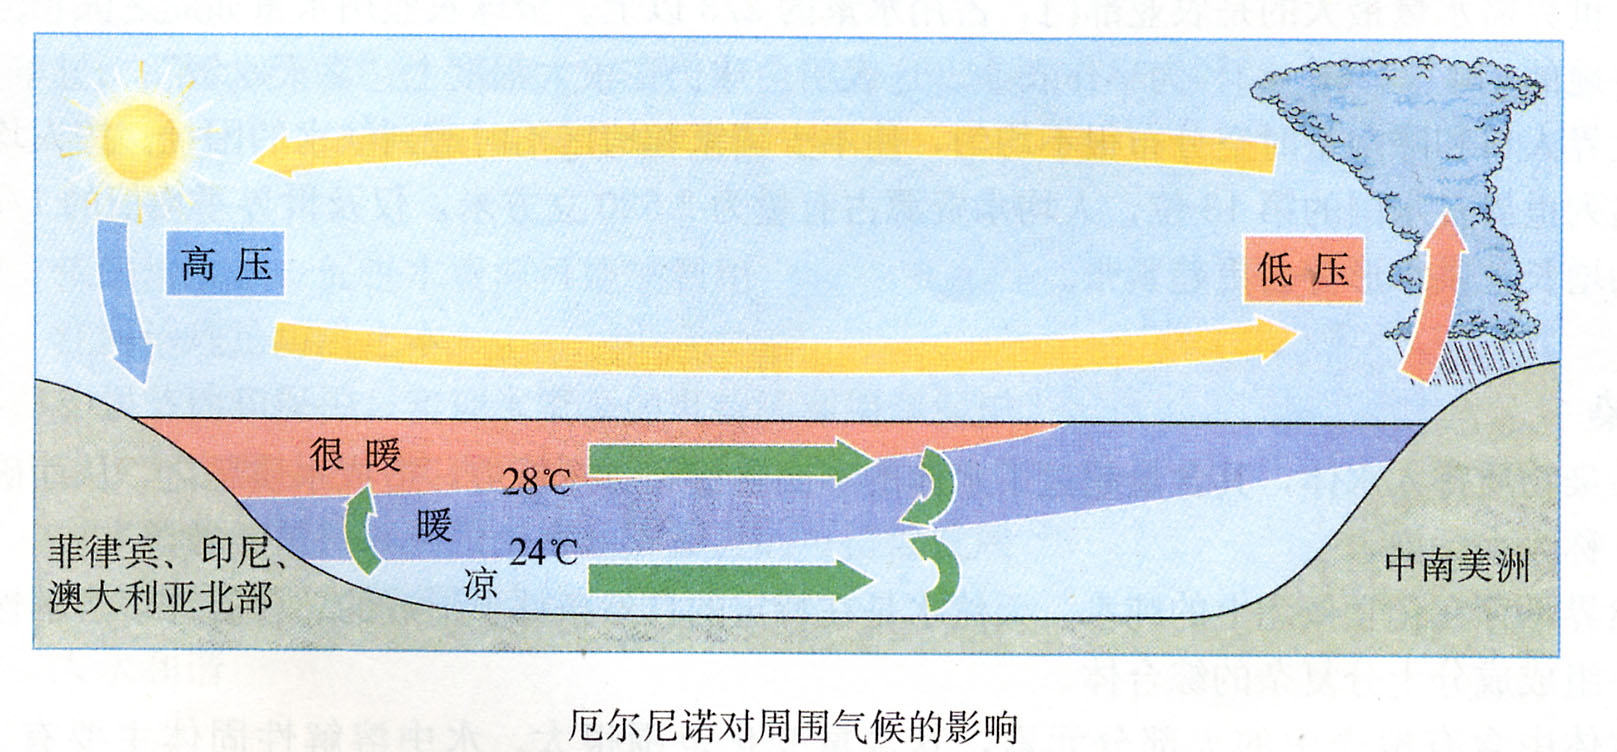 高压
低压
很暖
28℃
暖
24℃
凉
菲律宾、印尼、
澳大利亚北部
中南美洲
厄尔尼诺对周围气候的影响